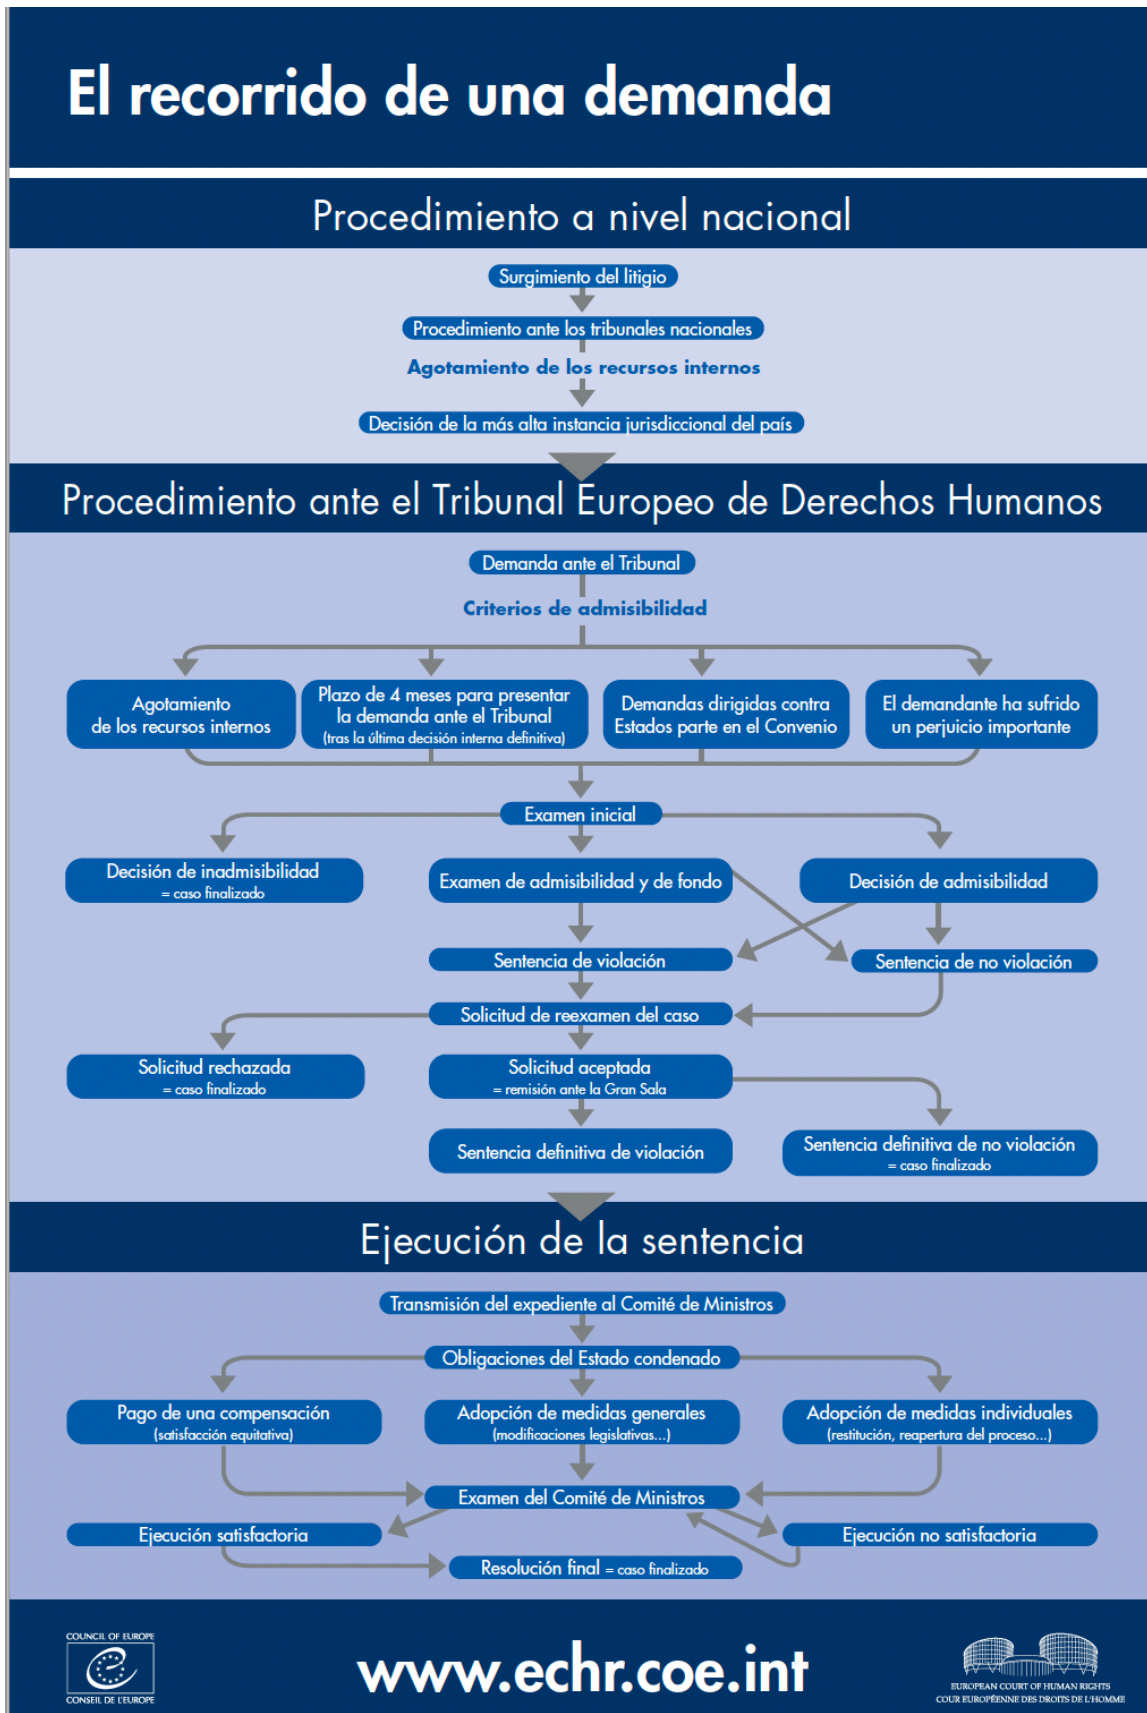 El recorrido de una demanda
Procedimiento a nivel nacional
Surgimiento del litigio
Procedimiento ante los tribunales nacionales
Agotamiento de los recursos internos
Decisión de la más alta instancia jurisdiccional del país
Procedimiento ante el Tribunal Europeo de Derechos Humanos
Demanda ante el Tribunal
Criterios de admisibilidad
Agotamiento
de los recursos internos
Plazo de 4 meses para presentar
la demanda ante el Tribunal
(tras la última decisión interna definitiva)
Demandas dirigidas contra
Estados parte en el Convenio
El demandante ha sufrido
un perjuicio importante
Examen inicial
Decisión de inadmisibilidad
= caso finalizado
Examen de admisibilidad y de fondo
Decisión de admisibilidad
Sentencia de violación
Sentencia de no violación
Solicitud de reexamen del caso
Solicitud rechazada
= caso finalizado
Solicitud aceptada
= remisión ante la Gran Sala
Sentencia definitiva de violación
Sentencia definitiva de no violación
= caso finalizado
Ejecución de la sentencia
Transmisión del expediente al Comité de Ministros
Obligaciones del Estado condenado
Pago de una compensación
(satisfacción equitativa)
Adopción de medidas generales
(modificaciones legislativas...)
Adopción de medidas individuales
(restitución, reapertura del proceso...)
Examen del Comité de Ministros
Ejecución satisfactoria
Ejecución no satisfactoria
Resolución final = caso finalizado
COUNCIL OF EUROPE
CONSEIL DE L'EUROPE
www.echr.coe.int
EUROPEAN COURT OF HUMAN RIGHTS
COUR EUROPÉENNE DES DROITS DE L'HOMME